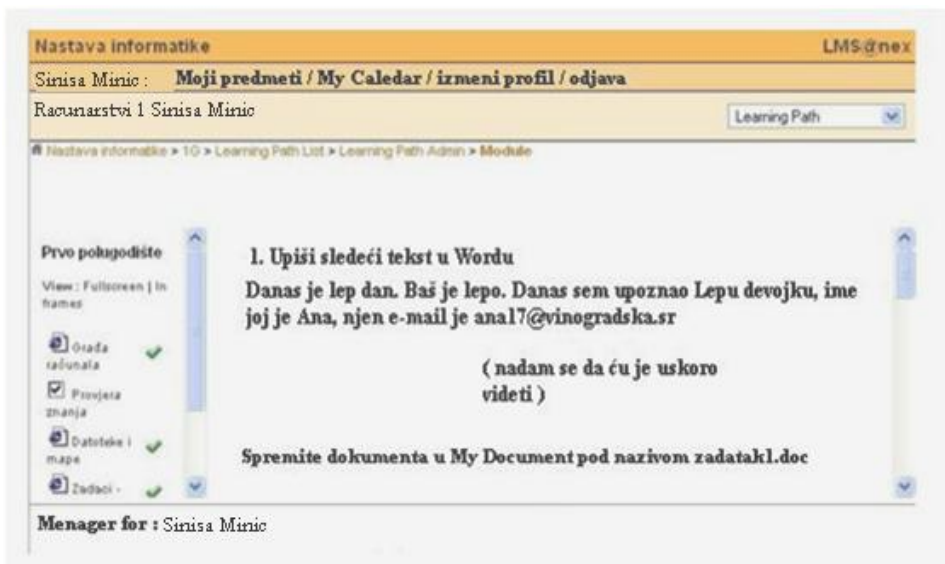 Nastava informatike LMS@nex
Sinisa Minic : Moji predmeti / My Caledar / izmeni profil / odjava
Racunarstvi 1 Sinisa Minic
Learning Path
Nastava informatike > 1G > Learning Path List > Learning Path Admin > Module
Prvo polugodište
View : Fullscreen | In
frames
Građa
računala
Provjera
znanja
Datoteke i
mape
Zadaci -
1. Upiši sledeći tekst u Wordu
Danas je lep dan. Baš je lepo. Danas sem upoznao Lepu devojku, ime
joj je Ana, njen e-mail je ana17@vinogradska.sr
( nadam se da ću je uskoro
videti )
Spremite dokumenta u My Document pod nazivom zadatak1.doc
Menager for : Sinisa Minic